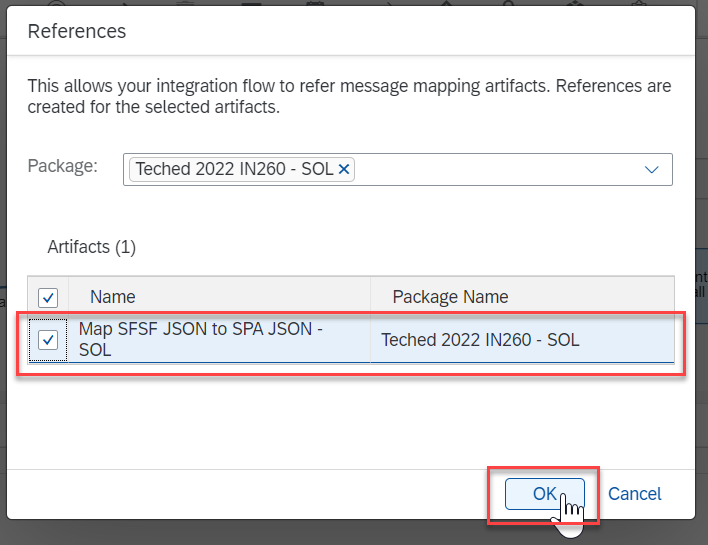 References
This allows your integration flow to refer message mapping artifacts. References are
created for the selected artifacts.
Package:
Teched 2022 IN260 - SOL
Artifacts (1)
Name
Package Name
Map SFSF JSON to SPA JSON -
SOL
Teched 2022 IN260 - SOL
OK
Cancel